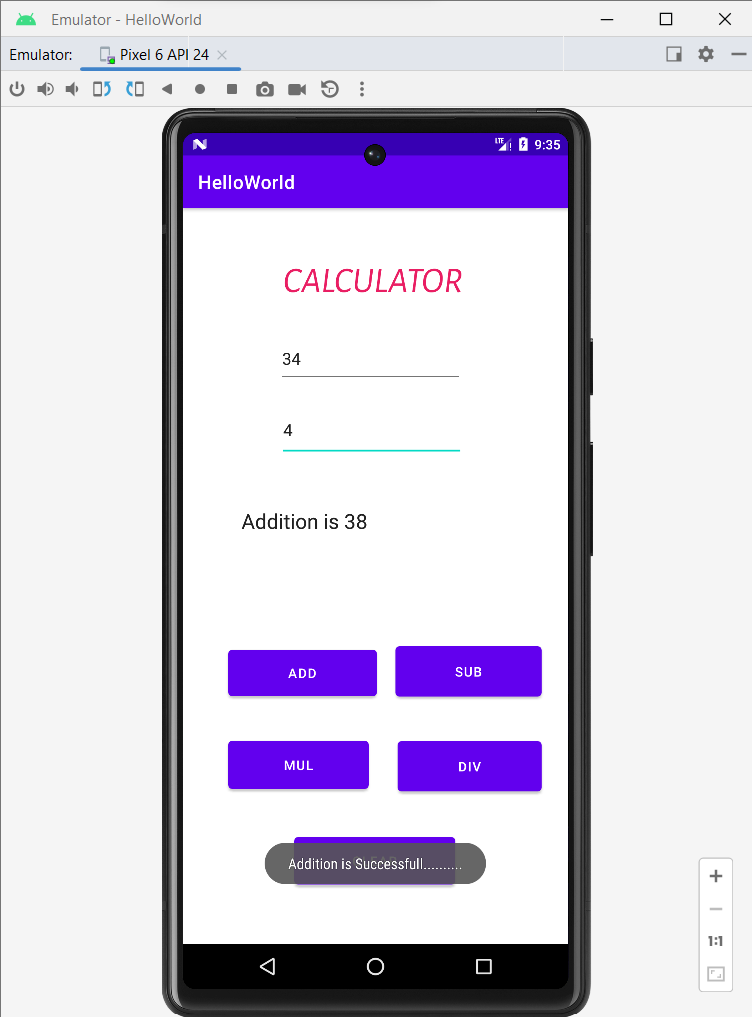 Emulator - HelloWorld
Emulator: Pixel 6 API 24
LTE 9:35
HelloWorld
CALCULATOR
34
4
Addition is 38
ADD SUB
MUL DIV
Addition is Successfull..........
1:1